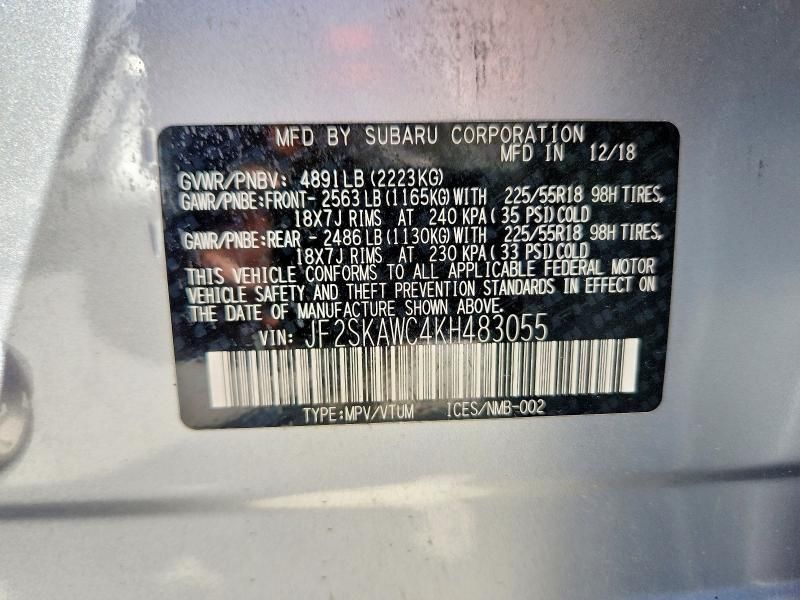 MFD BY SUBARU CORPORATION
MFD IN 12/18
GVWR/PNBV: 4891LB (2223KG)
GAWR/PNBE:FRONT- 2563 LB (1165KG) WITH 225/55R18 98H TIRES,
18X7J RIMS AT 240 KPA ( 35 PSI) COLD
GAWR/PNBE:REAR - 2486 LB (1130KG) WITH 225/55R18 98H TIRES,
18X7J RIMS AT 230 KPA ( 33 PSI) COLD
THIS VEHICLE CONFORMS TO ALL APPLICABLE FEDERAL MOTOR
VEHICLE SAFETY AND THEFT PREVENTION STANDARDS IN EFFECT ON
THE DATE OF MANUFACTURE SHOWN ABOVE.
VIN: JF2SKAWC4KH483055
TYPE:MPV/VTUM ICES/NMB-002